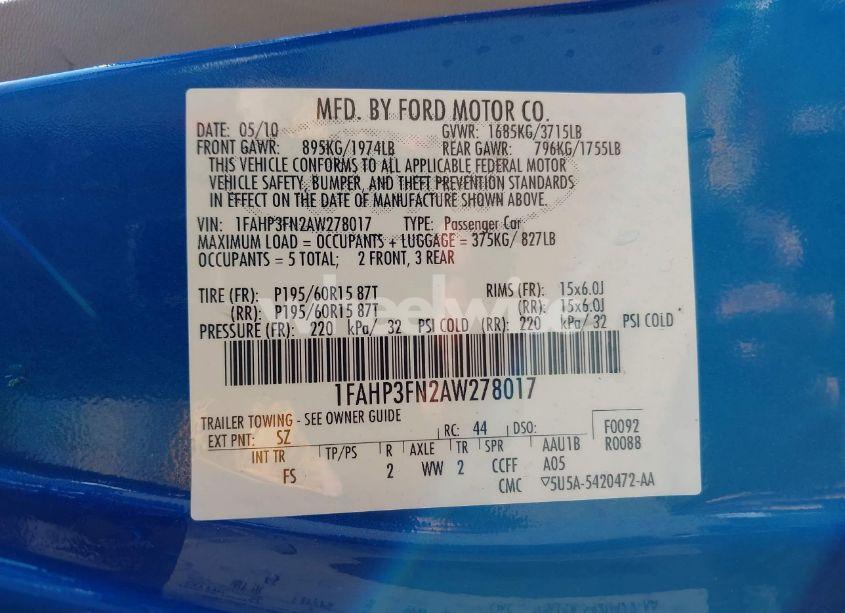 MFD. BY FORD MOTOR CO.
DATE: 05/10 GVWR: 1685KG/3715LB
FRONT GAWR: 895KG/1974LB REAR GAWR: 796KG/1755LB
THIS VEHICLE CONFORMS TO ALL APPLICABLE FEDERAL MOTOR
VEHICLE SAFETY, BUMPER, AND THEFT PREVENTION STANDARDS
IN EFFECT ON THE DATE OF MANUFACTURE SHOWN ABOVE.
VIN: 1FAHP3FN2AW278017 TYPE: Passenger Car
MAXIMUM LOAD = OCCUPANTS + LUGGAGE = 375KG/ 827LB
OCCUPANTS = 5 TOTAL; 2 FRONT, 3 REAR
TIRE (FR): P195/60R15 87T RIMS (FR): 15x6.0J
(RR): P195/60R15 87T (RR): 15x6.0J
PRESSURE (FR): 220 kPa/ 32 PSI COLD (RR): 220 kPa/ 32 PSI COLD
1FAHP3FN2AW278017
TRAILER TOWING - SEE OWNER GUIDE
EXT PNT: SZ RC: 44 DSO: F0092
INT TR TP/PS R AXLE TR SPR AAU1B R0088
FS 2 WW 2 CCFF A05
CMC ▽5U5A-5420472-AA